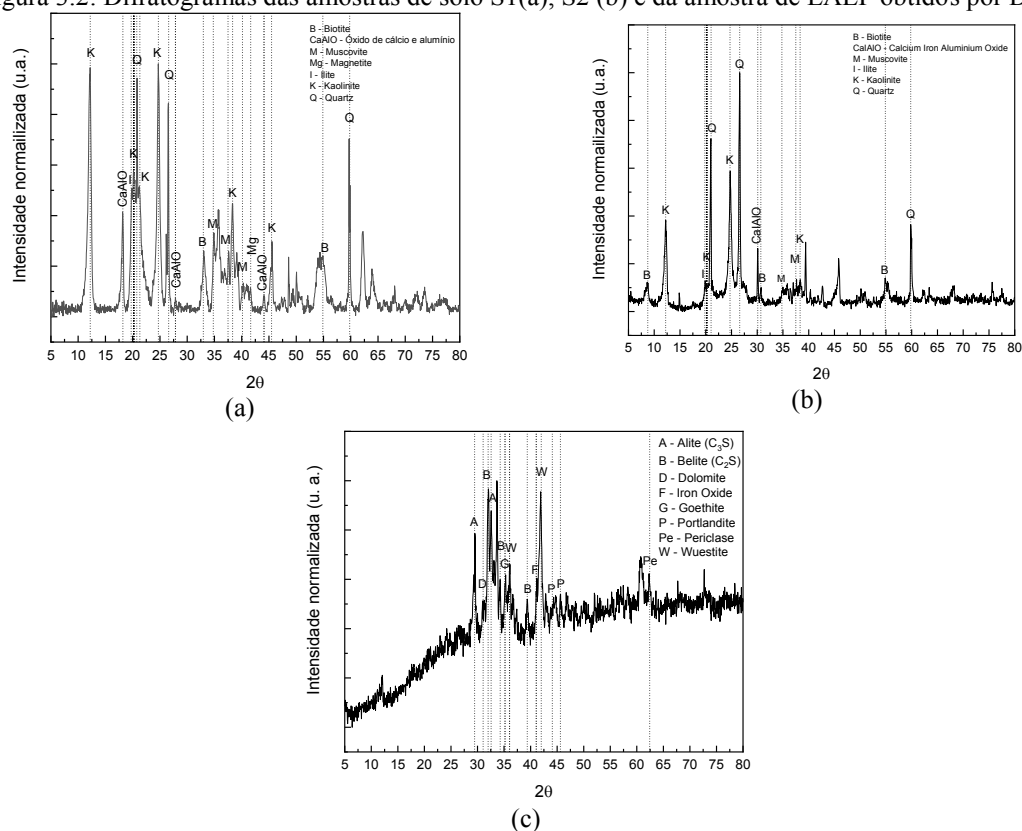 gura 3.2: Difratogramas das amostras de solo S1(a), S2 (b) e da amostra de EAEP obtidos por D
B - Biotite
CaAlO - Óxido de cálcio e alumínio
M - Muscovite
Mg - Magnetite
I - Ilite
K - Kaolinite
Q - Quartz
K
Q
K
Q
K
CaAlO
I
K
CaAlO
B
M
M
K
M
Mg
CaAlO
K
B
Q
Intensidade normailizada (u.a.)
5 10 15 20 25 30 35 40 45 50 55 60 65 70 75 80
2θ
(a)
B - Biotite
CalAlO - Calcium Iron Aluminium Oxide
M - Muscovite
I - Ilite
K - Kaolinite
Q - Quartz
B
K
I
K
Q
K
Q
CalAlO
B
M
M
K
B
Q
Intensidade normalizada (u.a.)
5 10 15 20 25 30 35 40 45 50 55 60 65 70 75 80
2θ
(b)
A - Alite (C₃S)
B - Belite (C₂S)
D - Dolomite
F - Iron Oxide
G - Goethite
P - Portlandite
Pe - Periclase
W - Wuestite
A
D
B
A
B
G
W
B
F
W
P
P
Pe
Intensidade normalizada (u. a.)
5 10 15 20 25 30 35 40 45 50 55 60 65 70 75 80
2θ
(c)